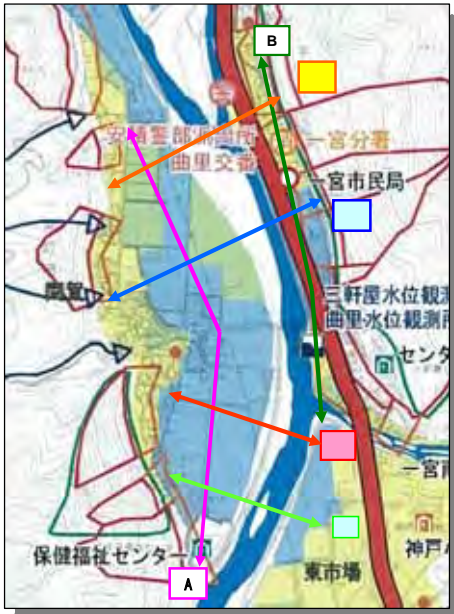 B
安積警部派出所
曲里交番
一宮分署
一宮市民局
三軒屋水位観測
曲里水位観測所
センタ
一宮
保健福祉センター
A
東市場
神戸